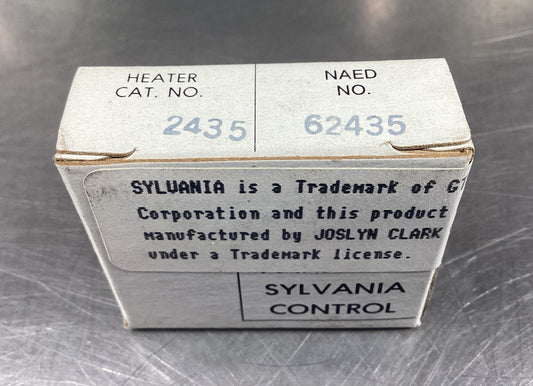 HEATER
CAT. NO.
2435
NAED
NO.
62435
SYLVANIA is a Trademark of
Corporation and this product
manufactured by JOSLYN CLARK
under a Trademark license.
SYLVANIA
CONTROL